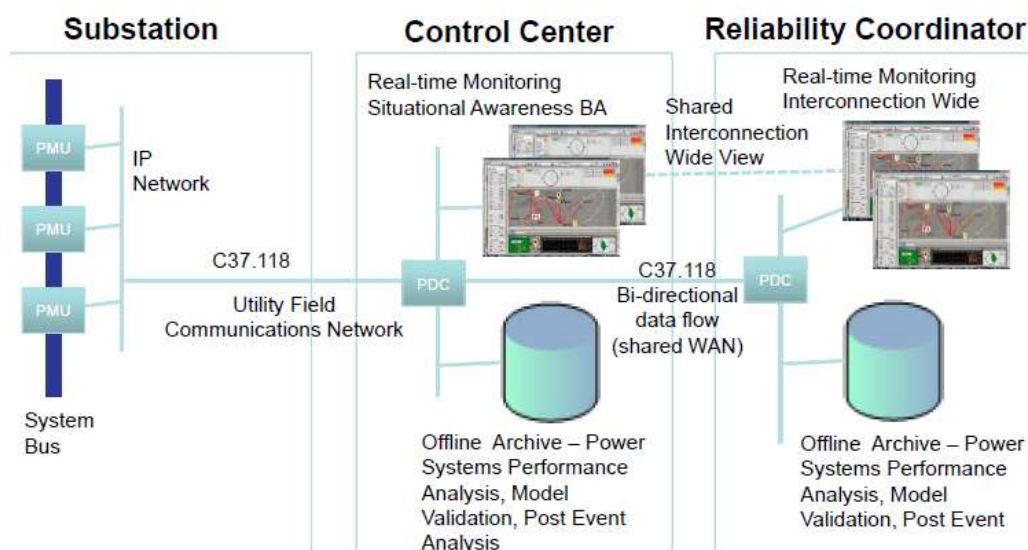 Substation
Control Center
Reliability Coordinator
PMU
PMU
PMU
IP
Network
System
Bus
C37.118
Utility Field
Communications Network
Real-time Monitoring
Situational Awareness BA
PDC
Offline Archive – Power
Systems Performance
Analysis, Model
Validation, Post Event
Analysis
Shared
Interconnection
Wide View
C37.118
Bi-directional
data flow
(shared WAN)
Real-time Monitoring
Interconnection Wide
PDC
Offline Archive – Power
Systems Performance
Analysis, Model
Validation, Post Event